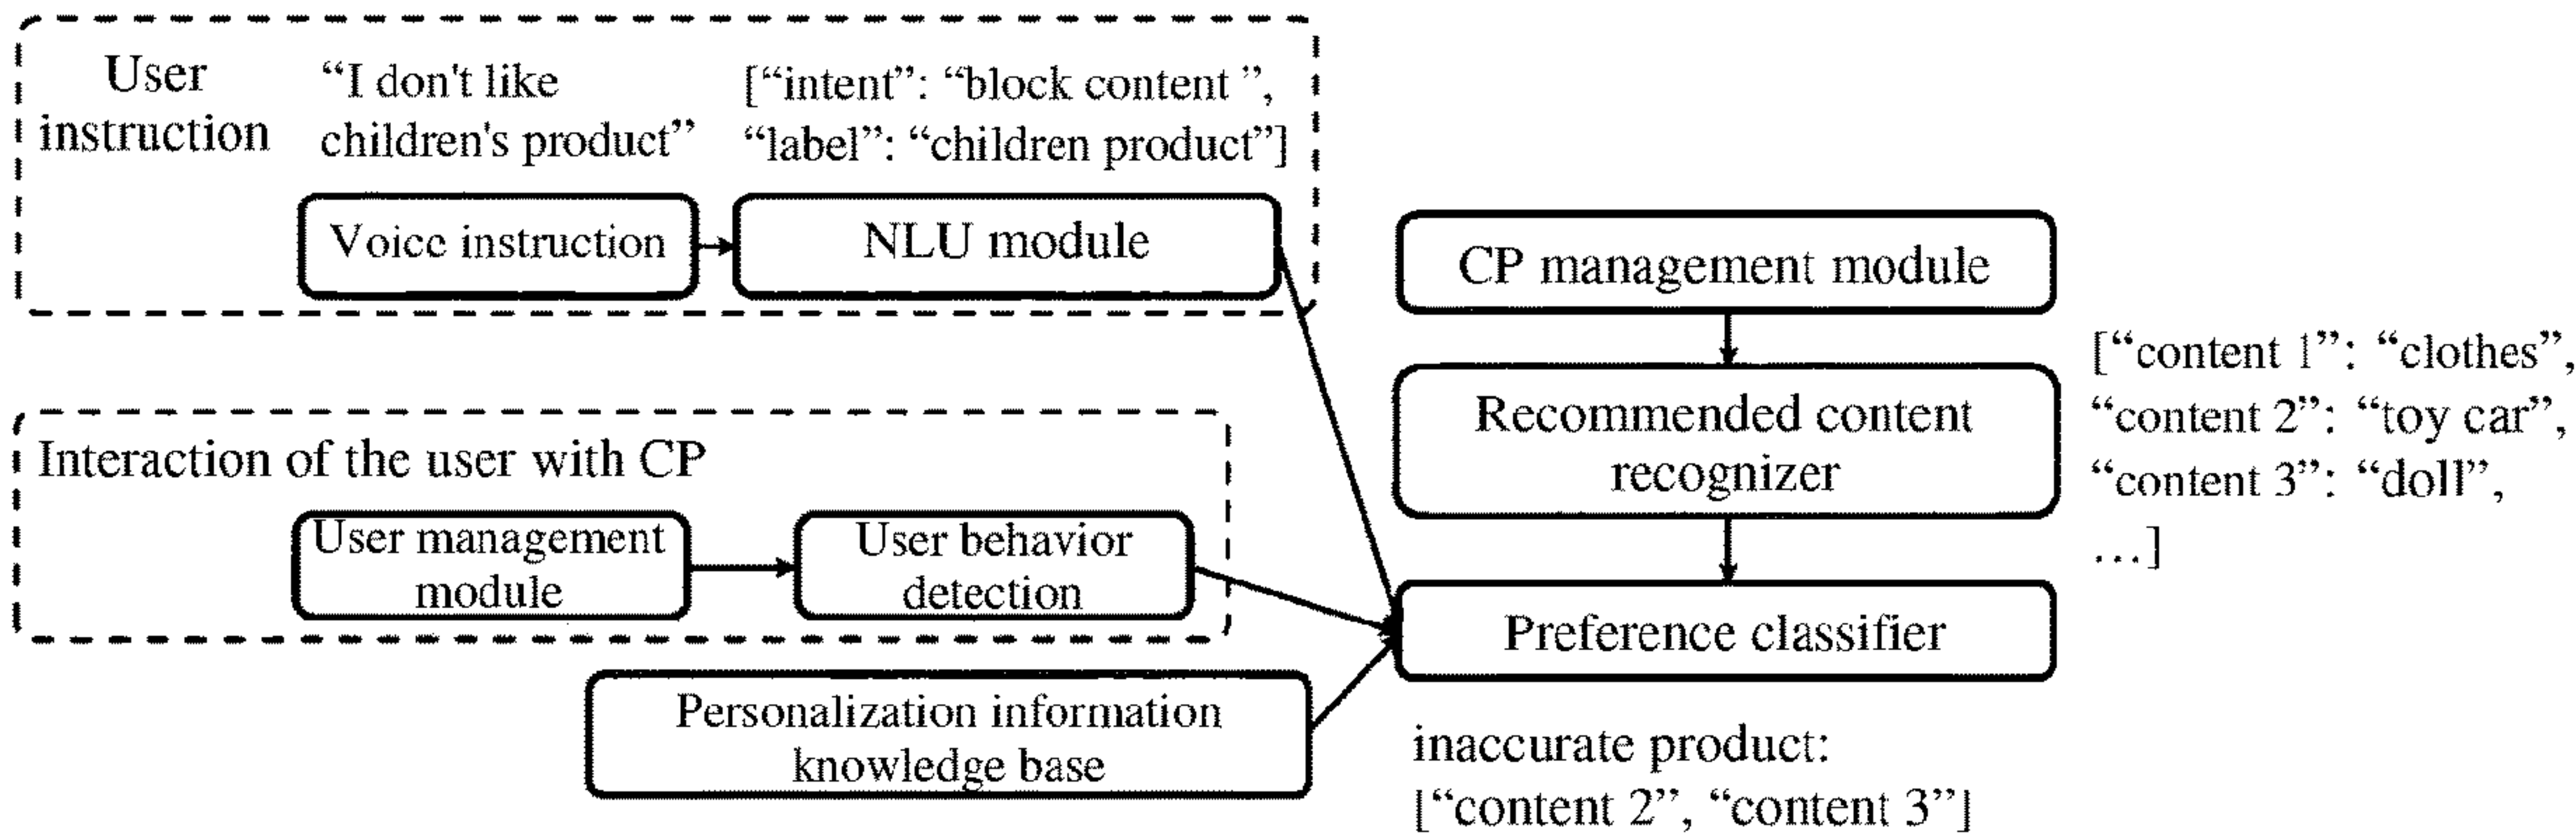 User
instruction
“I don't like
children's product”
[“intent”: “block content ”,
“label”: “children product”]
Voice instruction
NLU module
CP management module
Recommended content
recognizer
[“content 1”: “clothes”,
“content 2”: “toy car”,
“content 3”: “doll”,
…]
Interaction of the user with CP
User management
module
User behavior
detection
Preference classifier
Personalization information
knowledge base
inaccurate product:
[“content 2”, “content 3”]